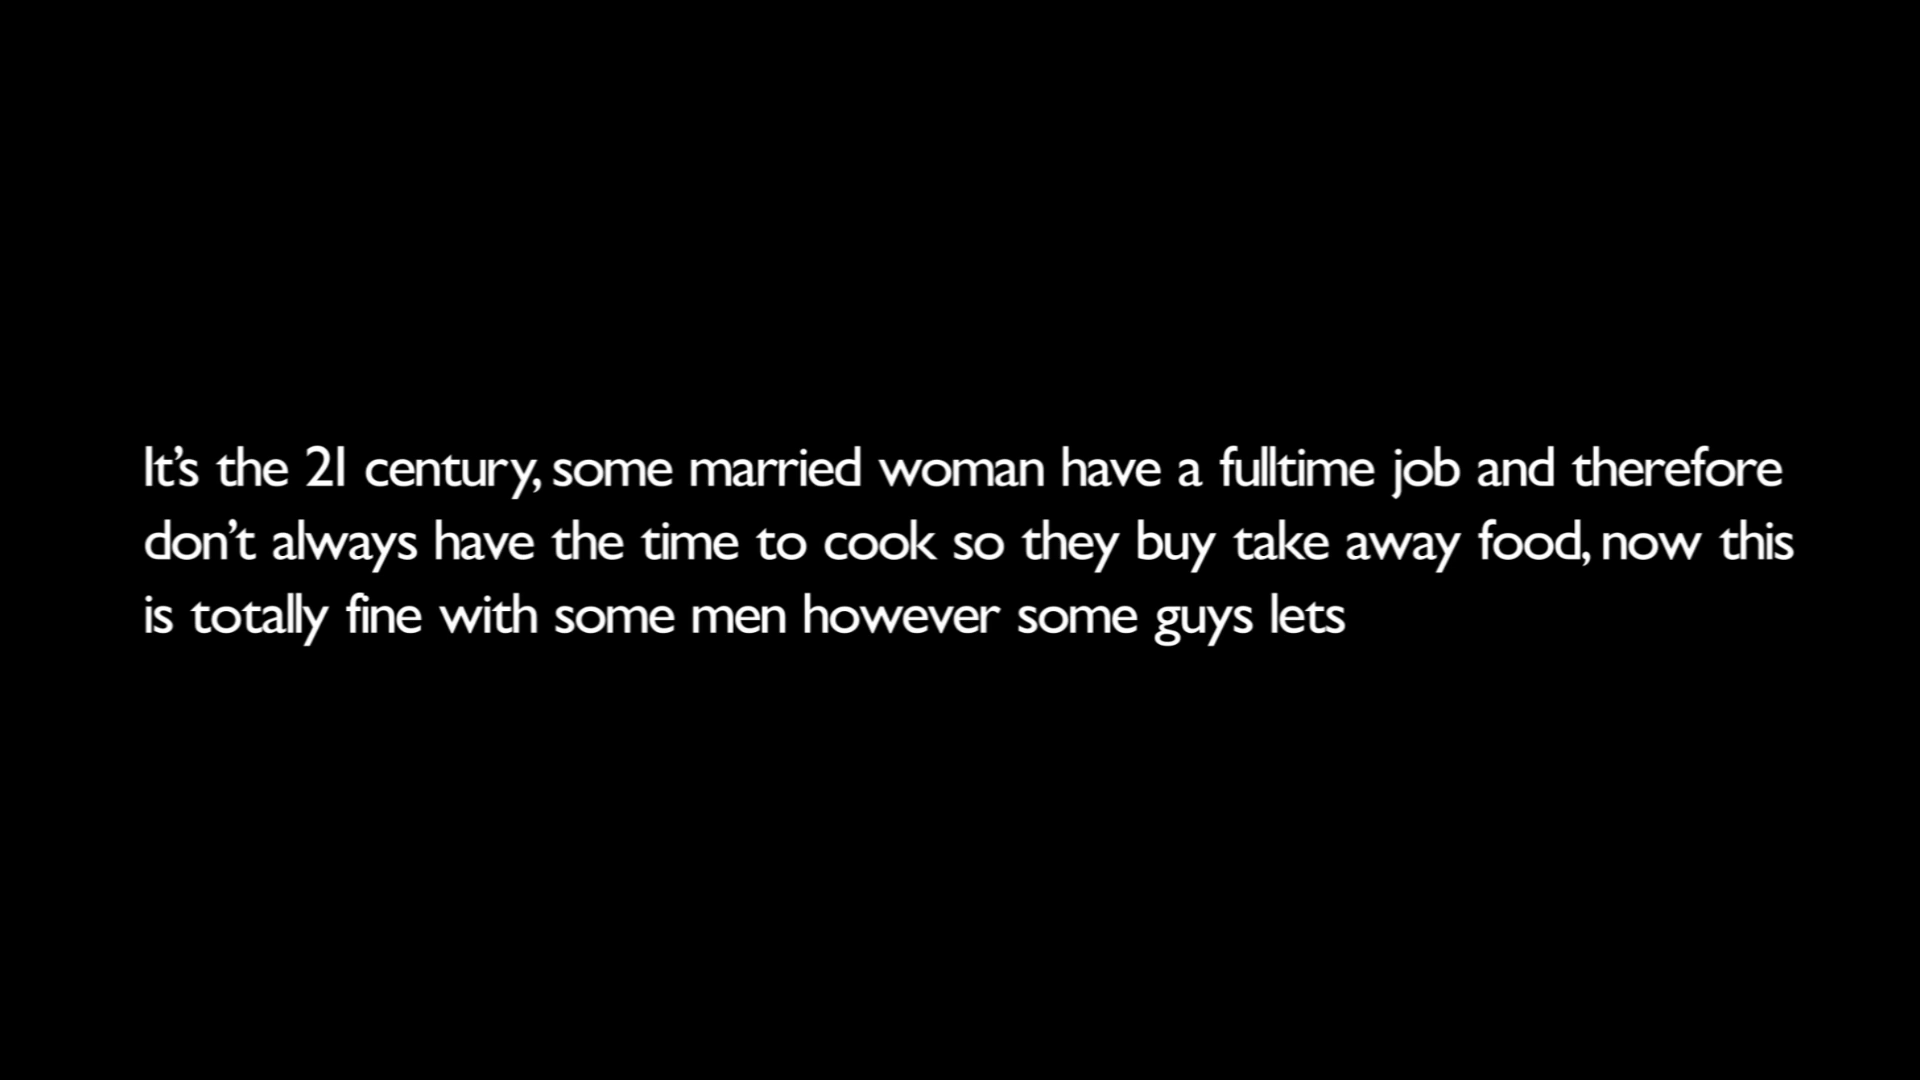 It’s the 21 century, some married woman have a fulltime job and therefore
don’t always have the time to cook so they buy take away food, now this
is totally fine with some men however some guys lets